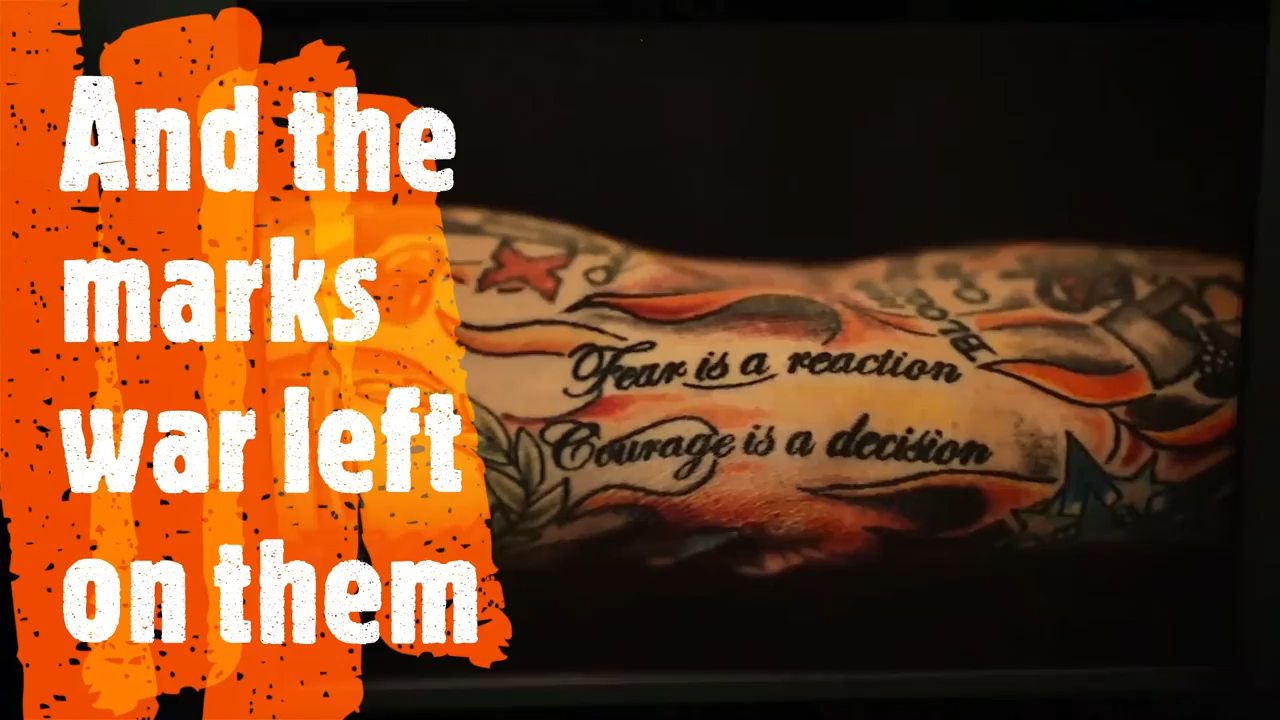 And the
marks
war left
on them
Fear is a reaction
Courage is a decision